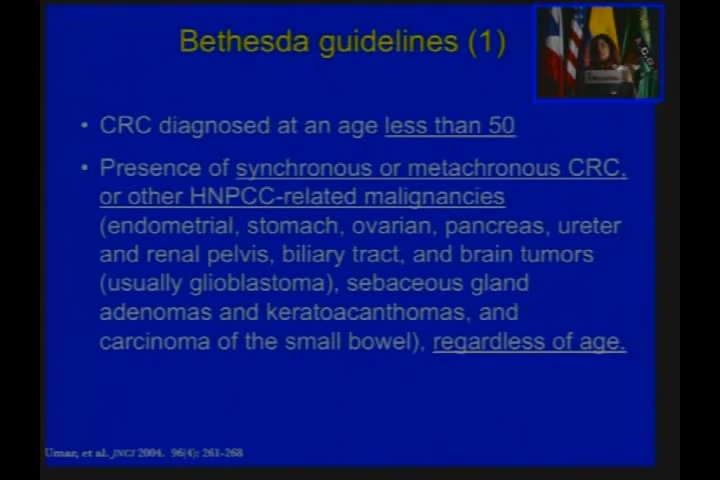 Bethesda guidelines (1)
• CRC diagnosed at an age less than 50
• Presence of synchronous or metachronous CRC,
or other HNPCC-related malignancies
(endometrial, stomach, ovarian, pancreas, ureter
and renal pelvis, biliary tract, and brain tumors
(usually glioblastoma), sebaceous gland
adenomas and keratoacanthomas, and
carcinoma of the small bowel), regardless of age.
Umar, et al. JNCI 2004. 96(4): 261-268